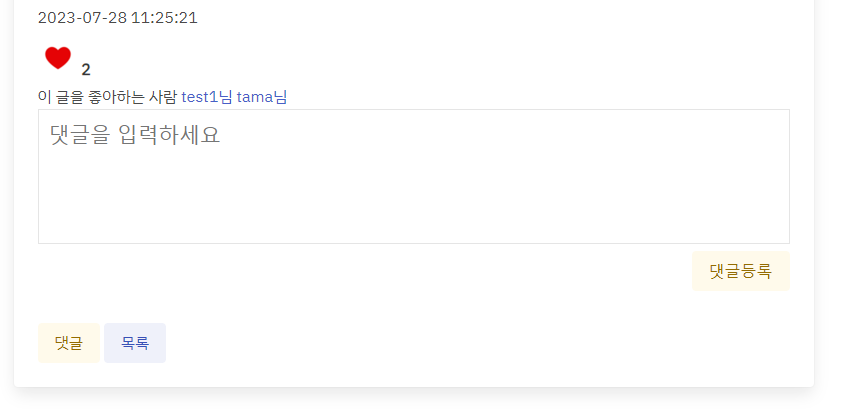 2023-07-28 11:25:21
2
이 글을 좋아하는 사람 test1님 tama님
댓글을 입력하세요
댓글등록
댓글 목록